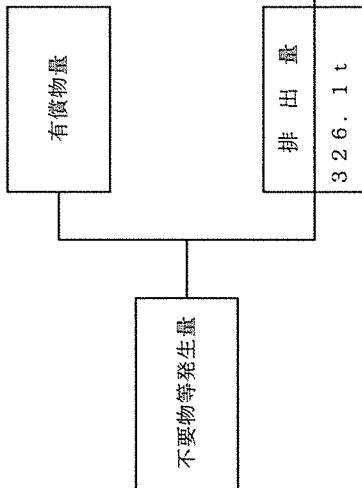 不要物等発生量
有償物量
排出量
326.1t